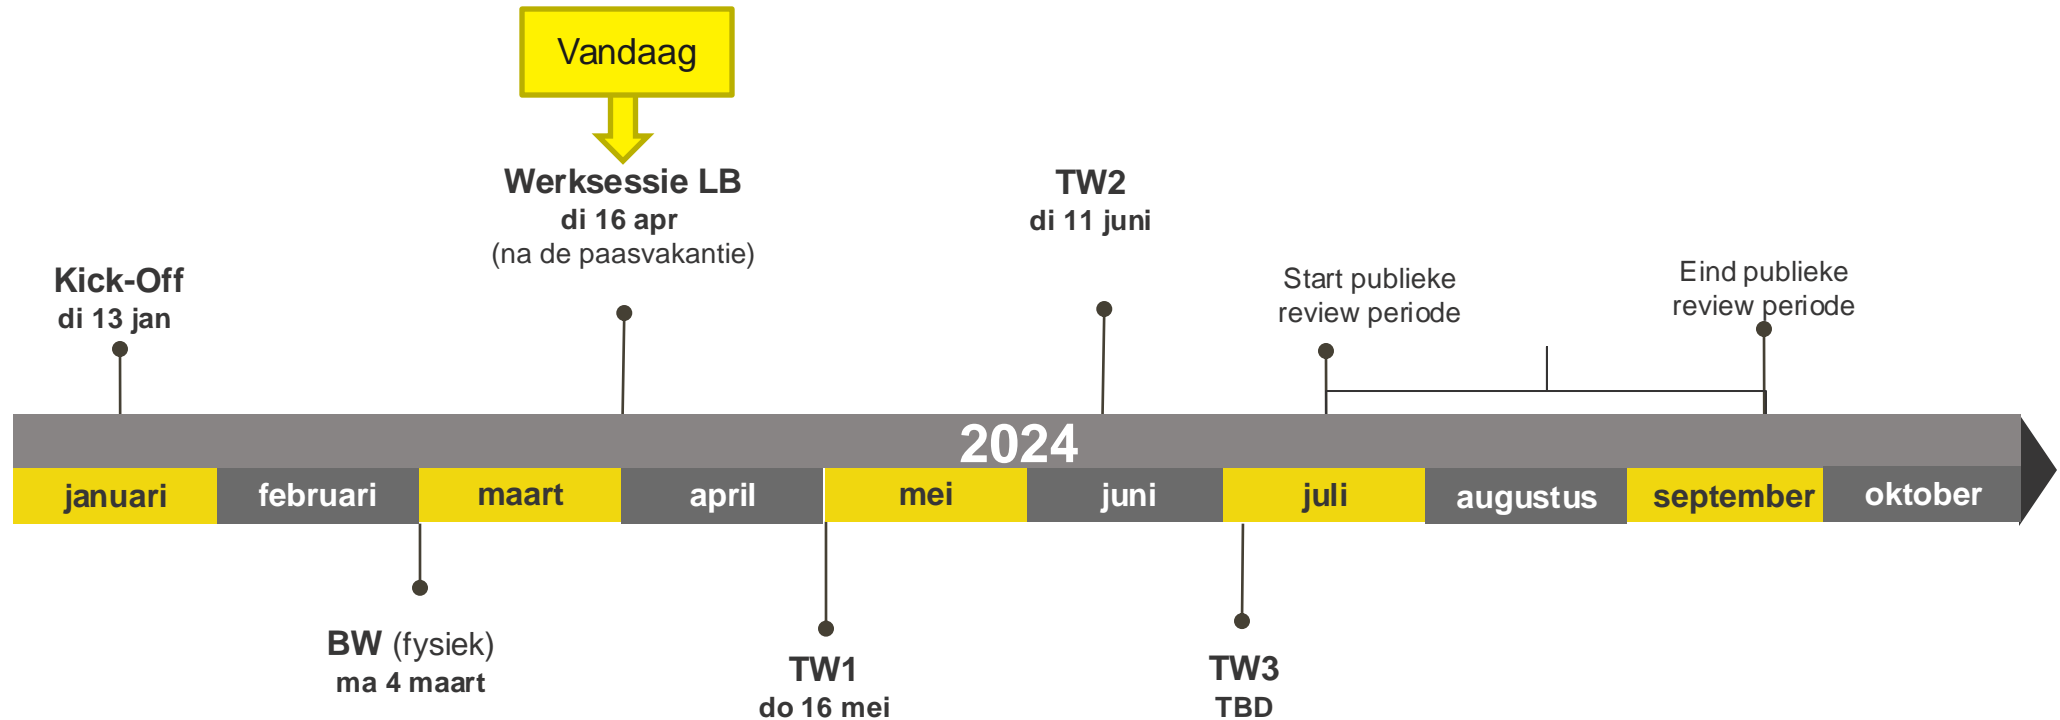 Vandaag
Werksessie LB
di 16 apr
(na de paasvakantie)
TW2
di 11 juni
Kick-Off
di 13 jan
Start publieke
review periode
Eind publieke
review periode
2024
januari
februari
maart
april
mei
juni
juli
augustus
september
oktober
BW (fysiek)
ma 4 maart
TW1
do 16 mei
TW3
TBD